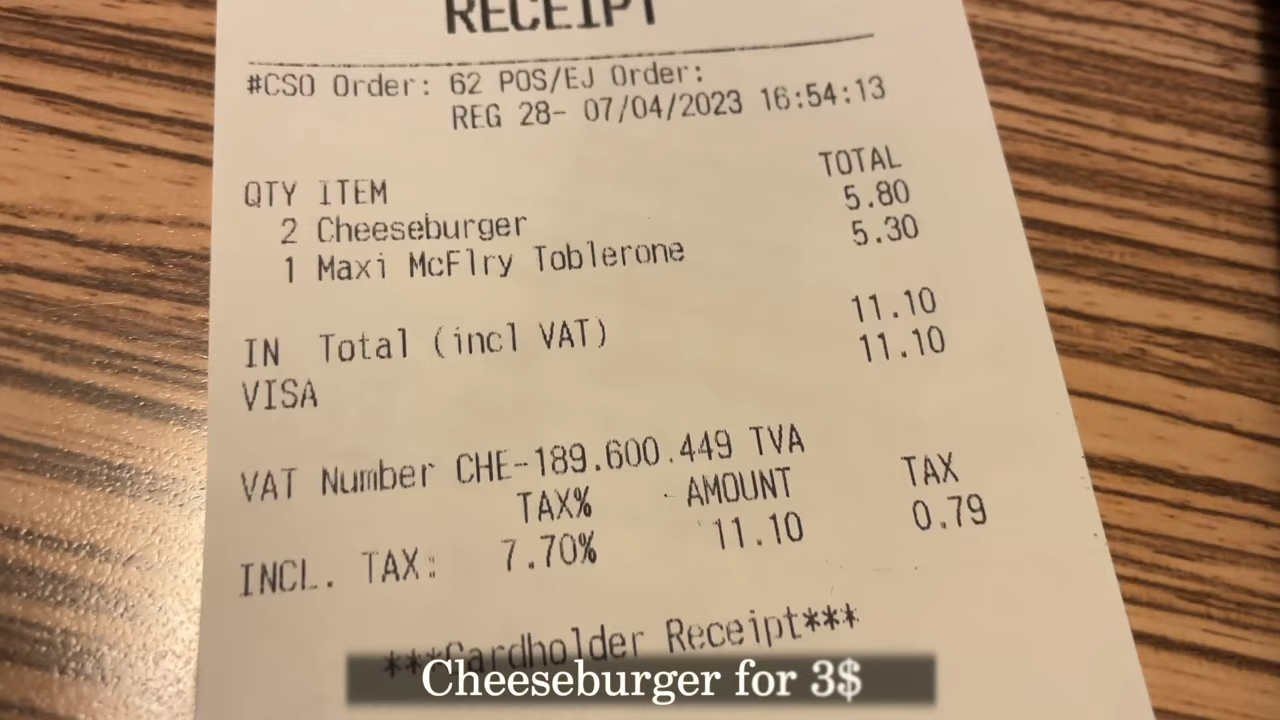 RECEIPT
#CSO Order: 62 POS/EJ Order:
REG 28- 07/04/2023 16:54:13
QTY ITEM TOTAL
2 Cheeseburger 5.80
1 Maxi McFlry Toblerone 5.30
IN Total (incl VAT) 11.10
VISA 11.10
VAT Number CHE-189.600.449 TVA
TAX% AMOUNT TAX
INCL. TAX: 7.70% 11.10 0.79
***Cardholder Receipt***
Cheeseburger for 3$